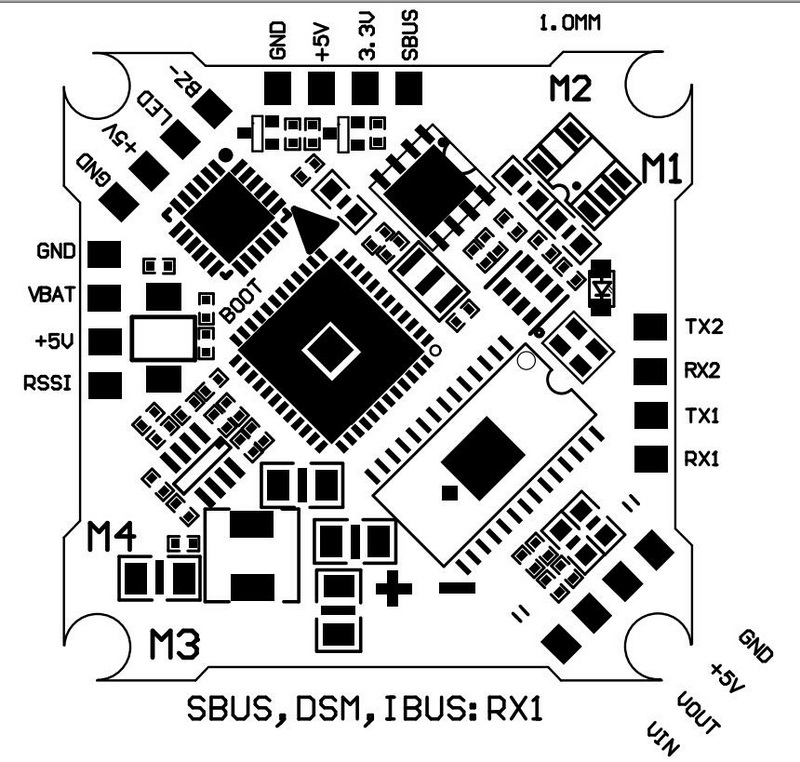 GND
+5V
3.3V
SBUS
1.0MM
BZ-
LED
+5V
GND
M2
M1
GND
VBAT
+5V
RSSI
BOOT
TX2
RX2
TX1
RX1
M4
M3
+ -
GND
+5V
VOUT
VIN
SBUS,DSM,IBUS:RX1